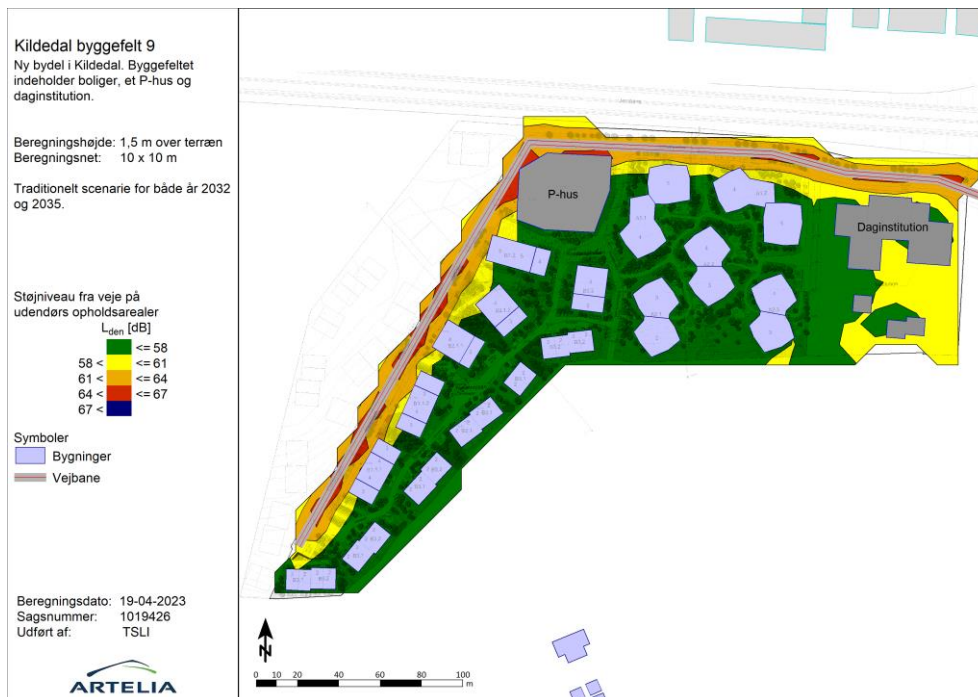 Kildedal byggefelt 9
Ny bydel i Kildedal. Byggefeltet
indeholder boliger, et P-hus og
daginstitution.
Beregningshøjde: 1,5 m over terræn
Beregningsnet: 10 x 10 m
Traditionelt scenarie for både år 2032
og 2035.
Støjniveau fra veje på
udendørs opholdsarealer
L den [dB]
<= 58
58 < <= 61
61 < <= 64
64 < <= 67
67 <
Symboler
Bygninger
Vejbane
Beregningsdato: 19-04-2023
Sagsnummer: 1019426
Udført af: TSLI
ARTELIA
P-hus
Daginstitution
N
0 10 20 40 60 80 100
m